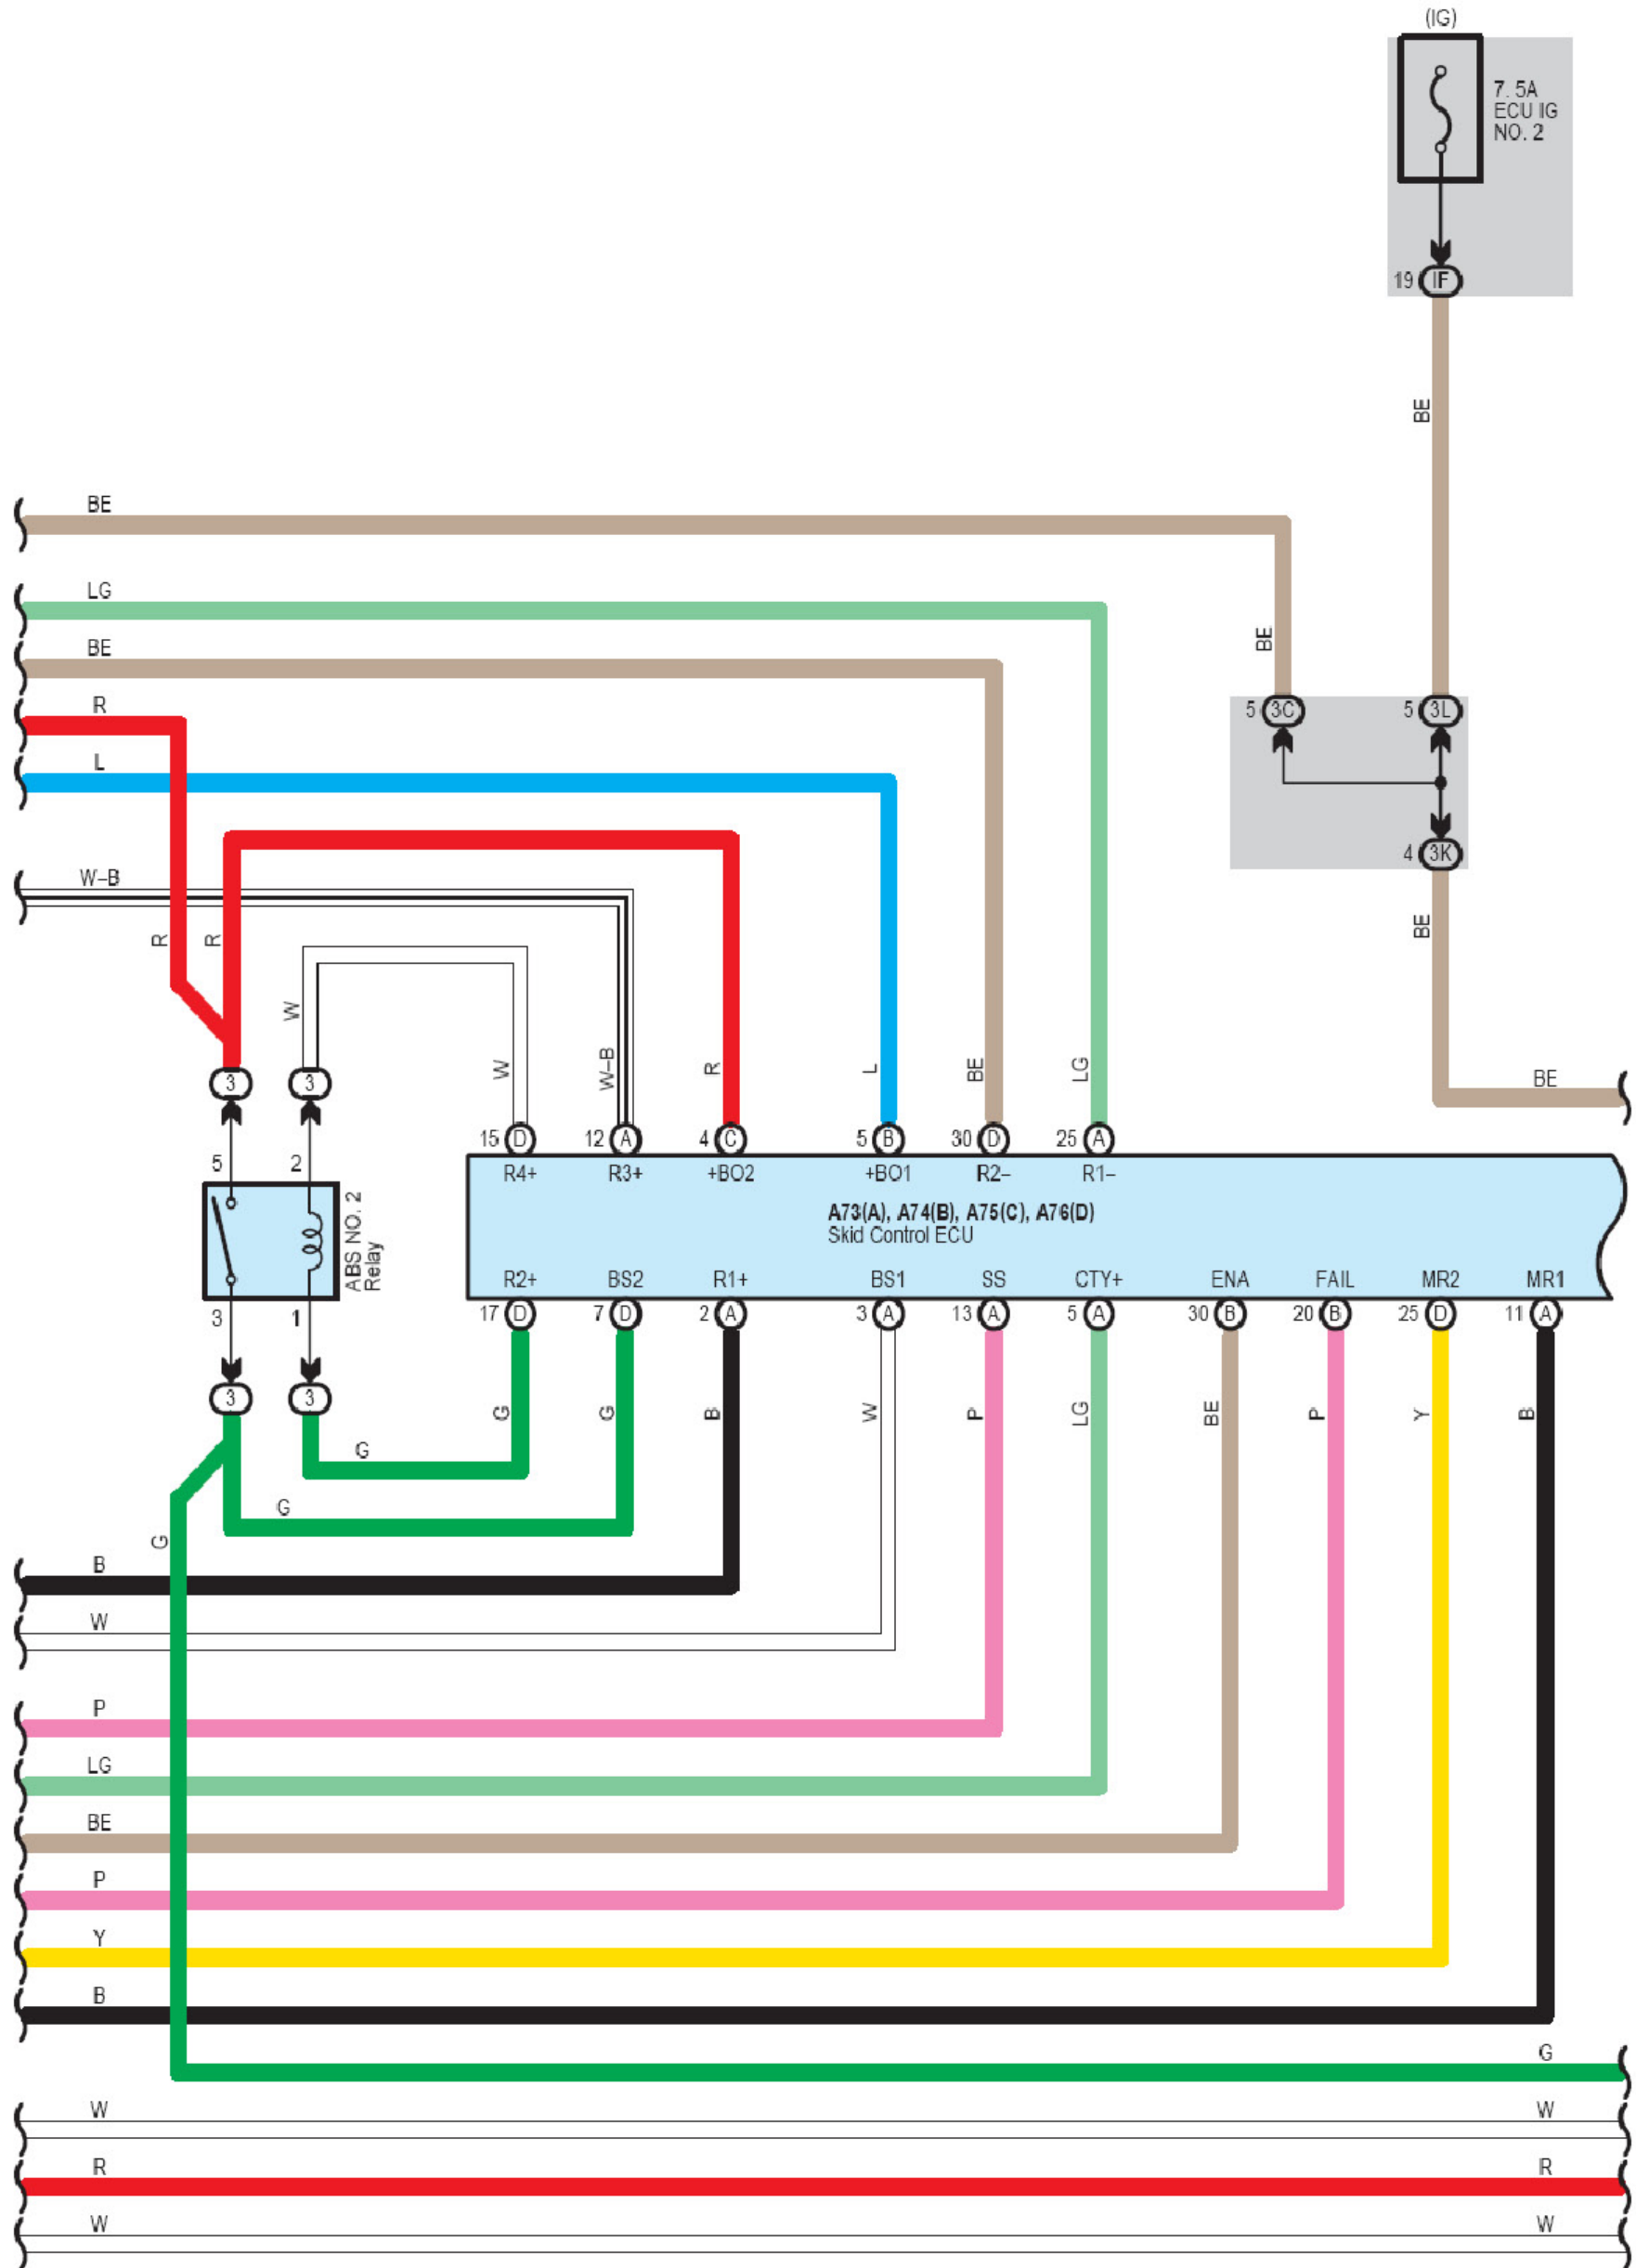 (IG)
7. 5A
ECU IG
NO. 2
19 IF
BE
BE
LG
BE
BE
R
5 3C
5 3L
L
4 3K
W–B
BE
R
R
W
W
W–B
R
L
BE
LG
BE
3
3
15 D
12 A
4 C
5 B
30 D
25 A
5
2
R4+
R3+
+BO2
+BO1
R2–
R1–
ABS NO. 2
Relay
A73(A), A74(B), A75(C), A76(D)
Skid Control ECU
R2+
BS2
R1+
BS1
SS
CTY+
ENA
FAIL
MR2
MR1
3
1
17 D
7 D
2 A
3 A
13 A
5 A
30 B
20 B
25 D
11 A
3
3
G
G
B
W
P
LG
BE
P
Y
B
G
G
G
B
W
P
LG
BE
P
Y
B
G
W
W
R
R
W
W